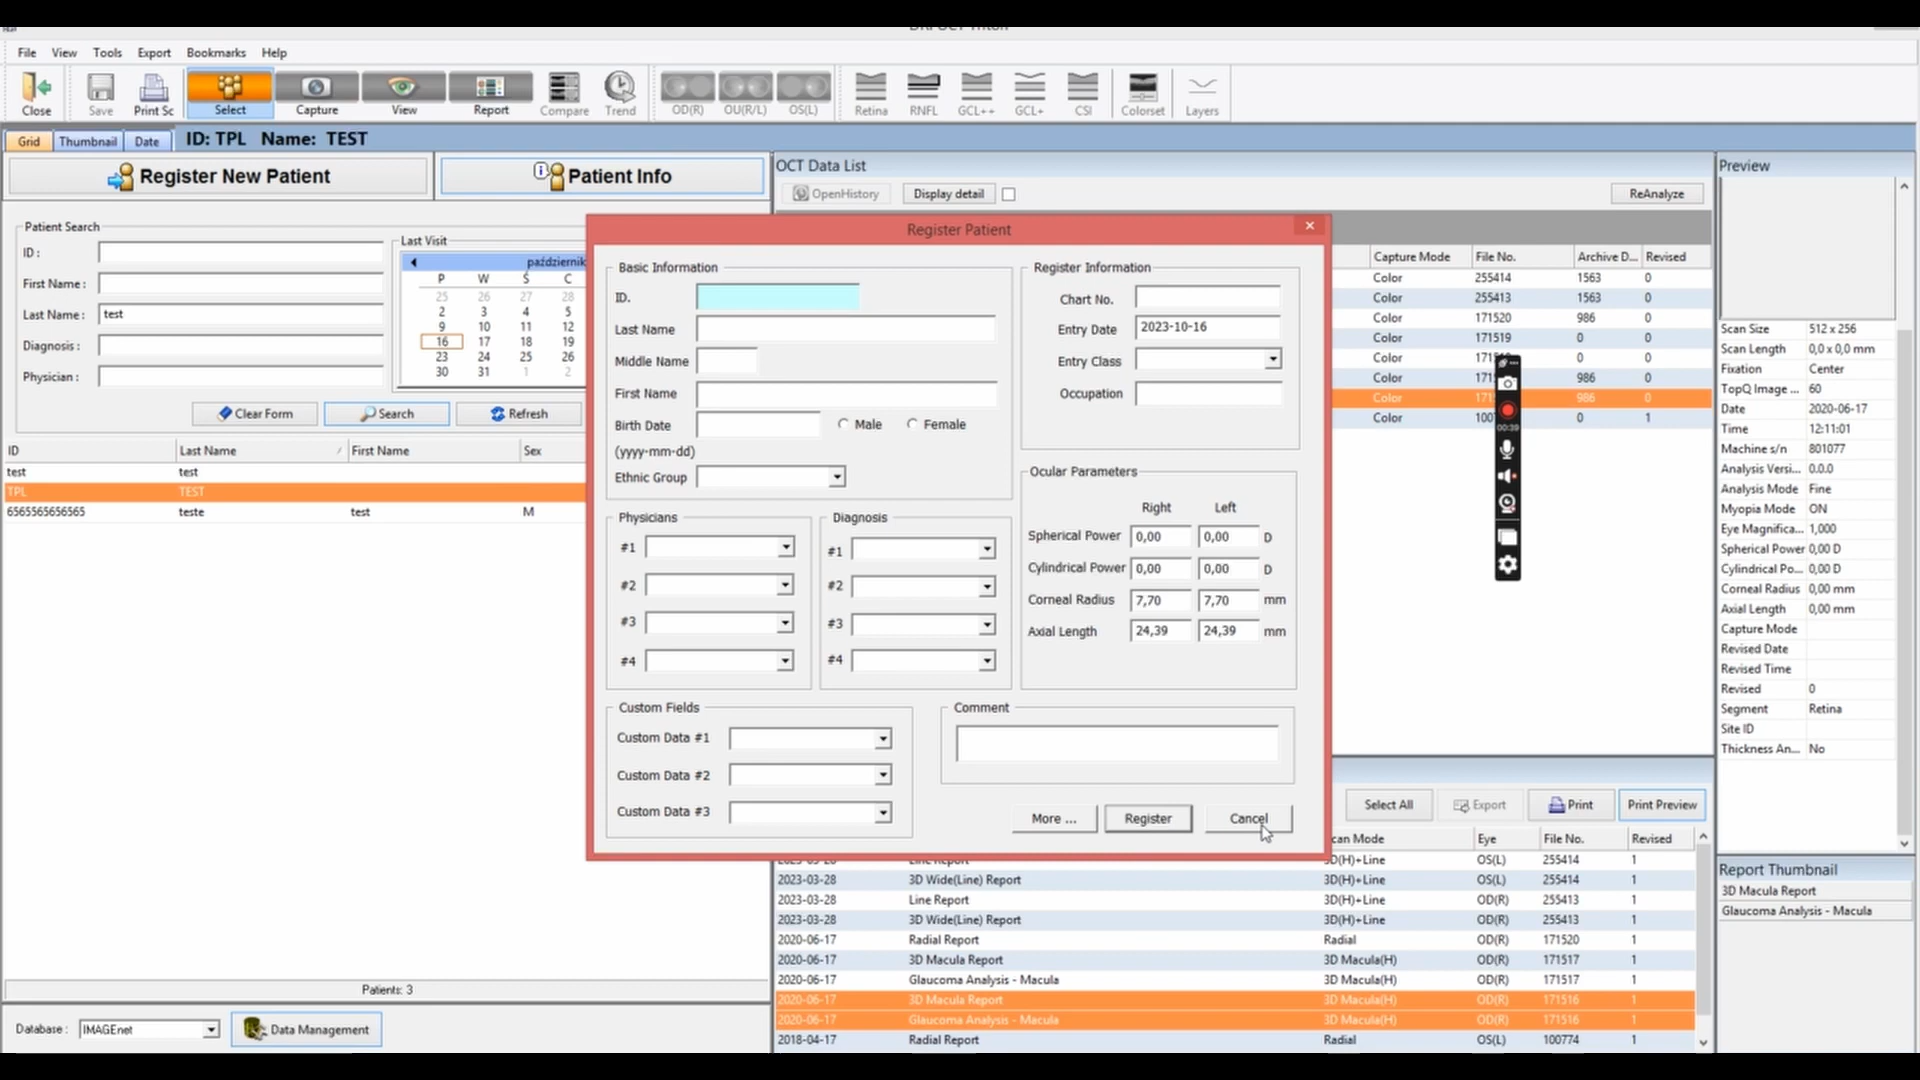 File View Tools Export Bookmarks Help
Close Save Print Sc Select Capture View Report Compare Trend OD(R) OU(R/L) OS(L) Retina RNFL GCL++ GCL+ CSI Colorset Layers
Grid Thumbnail Date ID: TPL Name: TEST
Register New Patient Patient Info
Patient Search
ID :
First Name :
Last Name : test
Diagnosis :
Physician :
Last Visit
październik
P W Ś C
25 26 27 28
2 3 4 5
9 10 11 12
16 17 18 19
23 24 25 26
30 31 1 2
Clear Form Search Refresh
ID Last Name First Name Sex
test test
TPL TEST
6565565656565 teste test M
Patients: 3
Database : IMAGEnet Data Management
OCT Data List
OpenHistory Display detail ReAnalyze
Capture Mode File No. Archive D... Revised
Color 255414 1563 0
Color 255413 1563 0
Color 171520 986 0
Color 171519 0 0
Color 0 0
Color 986 0
Color 986 0
Color 0 1
00:39
Register Patient
Basic Information
ID.
Last Name
Middle Name
First Name
Birth Date Male Female
(yyyy-mm-dd)
Ethnic Group
Register Information
Chart No.
Entry Date 2023-10-16
Entry Class
Occupation
Physicians
#1
#2
#3
#4
Diagnosis
#1
#2
#3
#4
Ocular Parameters
Right Left
Spherical Power 0,00 0,00 D
Cylindrical Power 0,00 0,00 D
Corneal Radius 7,70 7,70 mm
Axial Length 24,39 24,39 mm
Custom Fields
Custom Data #1
Custom Data #2
Custom Data #3
Comment
More ... Register Cancel
Select All Export Print Print Preview
Scan Mode Eye File No. Revised
Line Report 3D(H)+Line OS(L) 255414 1
2023-03-28 3D Wide(Line) Report 3D(H)+Line OS(L) 255414 1
2023-03-28 Line Report 3D(H)+Line OD(R) 255413 1
2023-03-28 3D Wide(Line) Report 3D(H)+Line OD(R) 255413 1
2020-06-17 Radial Report Radial OD(R) 171520 1
2020-06-17 3D Macula Report 3D Macula(H) OD(R) 171517 1
2020-06-17 Glaucoma Analysis - Macula 3D Macula(H) OD(R) 171517 1
2020-06-17 3D Macula Report 3D Macula(H) OD(R) 171516 1
2020-06-17 Glaucoma Analysis - Macula 3D Macula(H) OD(R) 171516 1
2018-04-17 Radial Report Radial OS(L) 100774 1
Preview
Scan Size 512 x 256
Scan Length 0,0 x 0,0 mm
Fixation Center
TopQ Image ... 60
Date 2020-06-17
Time 12:11:01
Machine s/n 801077
Analysis Versi... 0.0.0
Analysis Mode Fine
Myopia Mode ON
Eye Magnifica... 1,000
Spherical Power 0,00 D
Cylindrical Po... 0,00 D
Corneal Radius 0,00 mm
Axial Length 0,00 mm
Capture Mode
Revised Date
Revised Time
Revised 0
Segment Retina
Site ID
Thickness An... No
Report Thumbnail
3D Macula Report
Glaucoma Analysis - Macula